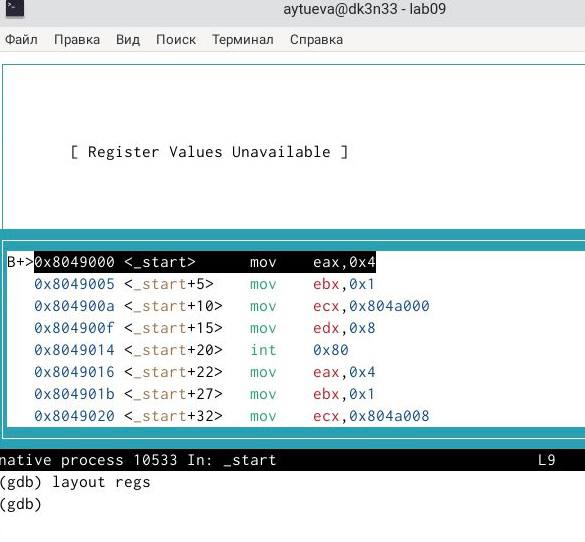 aytueva@dk3n33 - lab09
Файл Правка Вид Поиск Терминал Справка
[ Register Values Unavailable ]
B+>0x8049000 <_start> mov eax,0x4
0x8049005 <_start+5> mov ebx,0x1
0x804900a <_start+10> mov ecx,0x804a000
0x804900f <_start+15> mov edx,0x8
0x8049014 <_start+20> int 0x80
0x8049016 <_start+22> mov eax,0x4
0x804901b <_start+27> mov ebx,0x1
0x8049020 <_start+32> mov ecx,0x804a008
native process 10533 In: _start L9
(gdb) layout regs
(gdb)